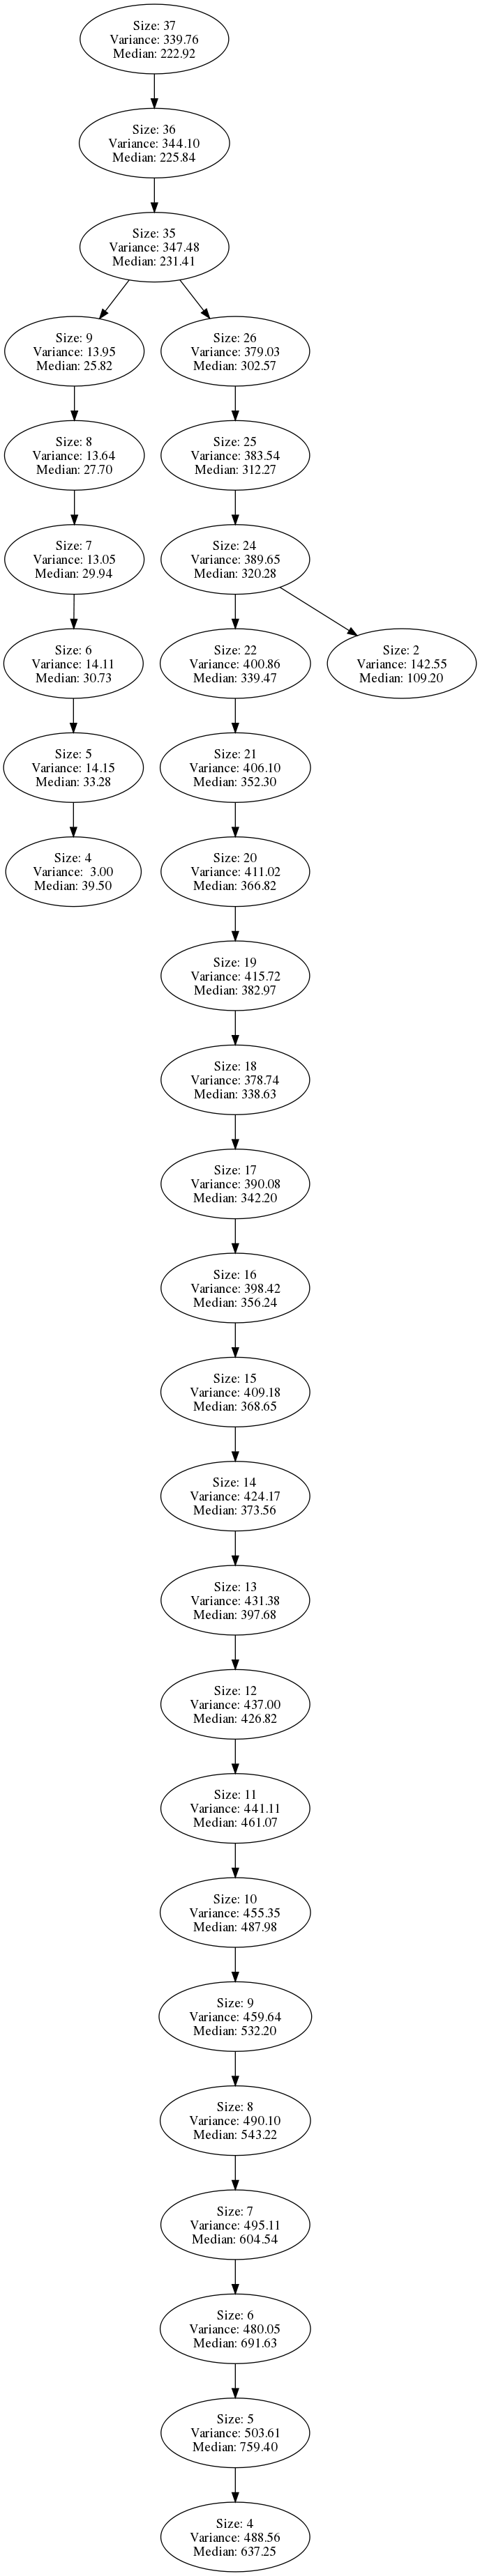 Size: 37
Variance: 339.76
Median: 222.92
Size: 36
Variance: 344.10
Median: 225.84
Size: 35
Variance: 347.48
Median: 231.41
Size: 9
Variance: 13.95
Median: 25.82
Size: 26
Variance: 379.03
Median: 302.57
Size: 8
Variance: 13.64
Median: 27.70
Size: 25
Variance: 383.54
Median: 312.27
Size: 7
Variance: 13.05
Median: 29.94
Size: 24
Variance: 389.65
Median: 320.28
Size: 6
Variance: 14.11
Median: 30.73
Size: 22
Variance: 400.86
Median: 339.47
Size: 2
Variance: 142.55
Median: 109.20
Size: 5
Variance: 14.15
Median: 33.28
Size: 21
Variance: 406.10
Median: 352.30
Size: 4
Variance: 3.00
Median: 39.50
Size: 20
Variance: 411.02
Median: 366.82
Size: 19
Variance: 415.72
Median: 382.97
Size: 18
Variance: 378.74
Median: 338.63
Size: 17
Variance: 390.08
Median: 342.20
Size: 16
Variance: 398.42
Median: 356.24
Size: 15
Variance: 409.18
Median: 368.65
Size: 14
Variance: 424.17
Median: 373.56
Size: 13
Variance: 431.38
Median: 397.68
Size: 12
Variance: 437.00
Median: 426.82
Size: 11
Variance: 441.11
Median: 461.07
Size: 10
Variance: 455.35
Median: 487.98
Size: 9
Variance: 459.64
Median: 532.20
Size: 8
Variance: 490.10
Median: 543.22
Size: 7
Variance: 495.11
Median: 604.54
Size: 6
Variance: 480.05
Median: 691.63
Size: 5
Variance: 503.61
Median: 759.40
Size: 4
Variance: 488.56
Median: 637.25